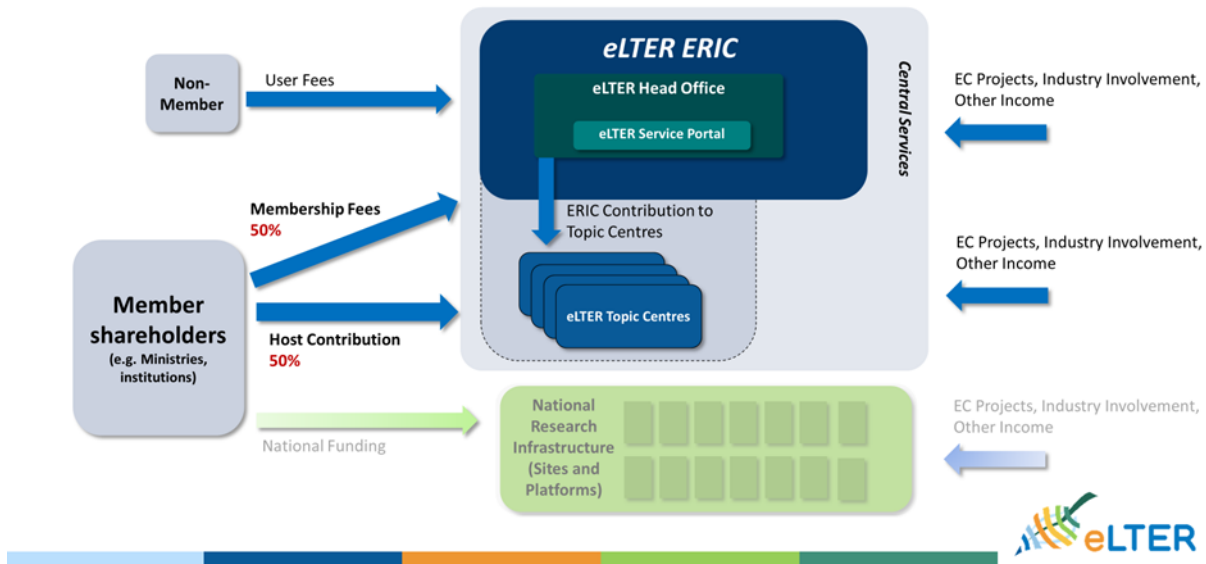 eLTER ERIC
eLTER Head Office
eLTER Service Portal
Central Services
Non-
Member
User Fees
EC Projects, Industry Involvement,
Other Income
Membership Fees
50%
ERIC Contribution to
Topic Centres
EC Projects, Industry Involvement,
Other Income
Member
shareholders
(e.g. Ministries,
institutions)
Host Contribution
50%
eLTER Topic Centres
National Funding
National
Research
Infrastructure
(Sites and
Platforms)
EC Projects, Industry Involvement,
Other Income
eLTER